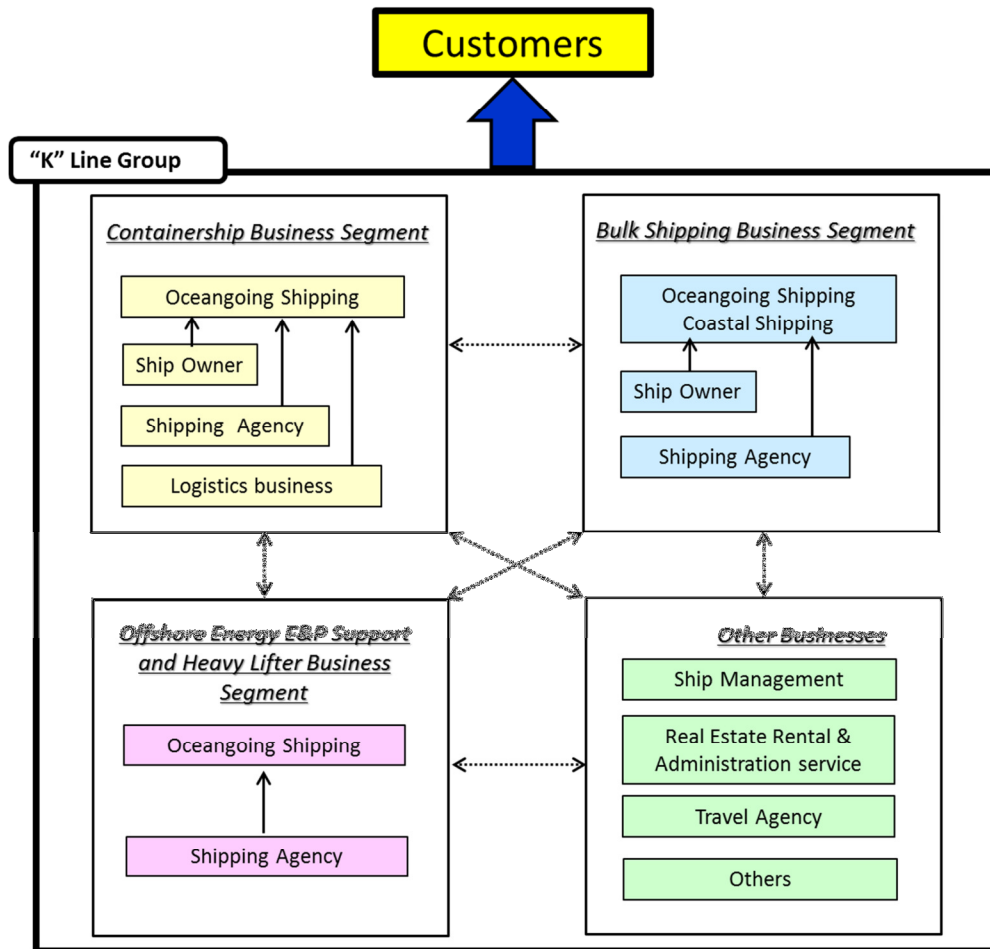 Customers
“K” Line Group
Containership Business Segment
Oceangoing Shipping
Ship Owner
Shipping Agency
Logistics business
Bulk Shipping Business Segment
Oceangoing Shipping
Coastal Shipping
Ship Owner
Shipping Agency
Offshore Energy E&P Support
and Heavy Lifter Business
Segment
Oceangoing Shipping
Shipping Agency
Other Businesses
Ship Management
Real Estate Rental &
Administration service
Travel Agency
Others